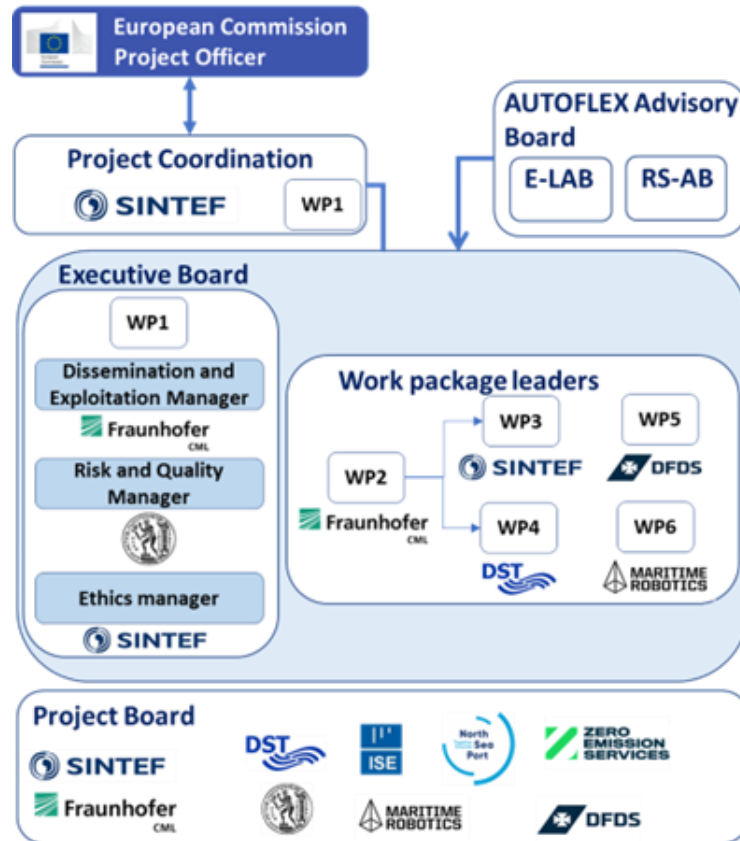 European Commission
Project Officer
AUTOFLEX Advisory
Board
E-LAB
RS-AB
Project Coordination
SINTEF
WP1
Executive Board
WP1
Dissemination and
Exploitation Manager
Fraunhofer
CML
Risk and Quality
Manager
Ethics manager
SINTEF
Work package leaders
WP2
Fraunhofer
CML
WP3
SINTEF
WP5
DFDS
WP4
DST
WP6
MARITIME
ROBOTICS
Project Board
SINTEF
DST
ISE
North
Sea
Port
ZERO
EMISSION
SERVICES
Fraunhofer
CML
MARITIME
ROBOTICS
DFDS